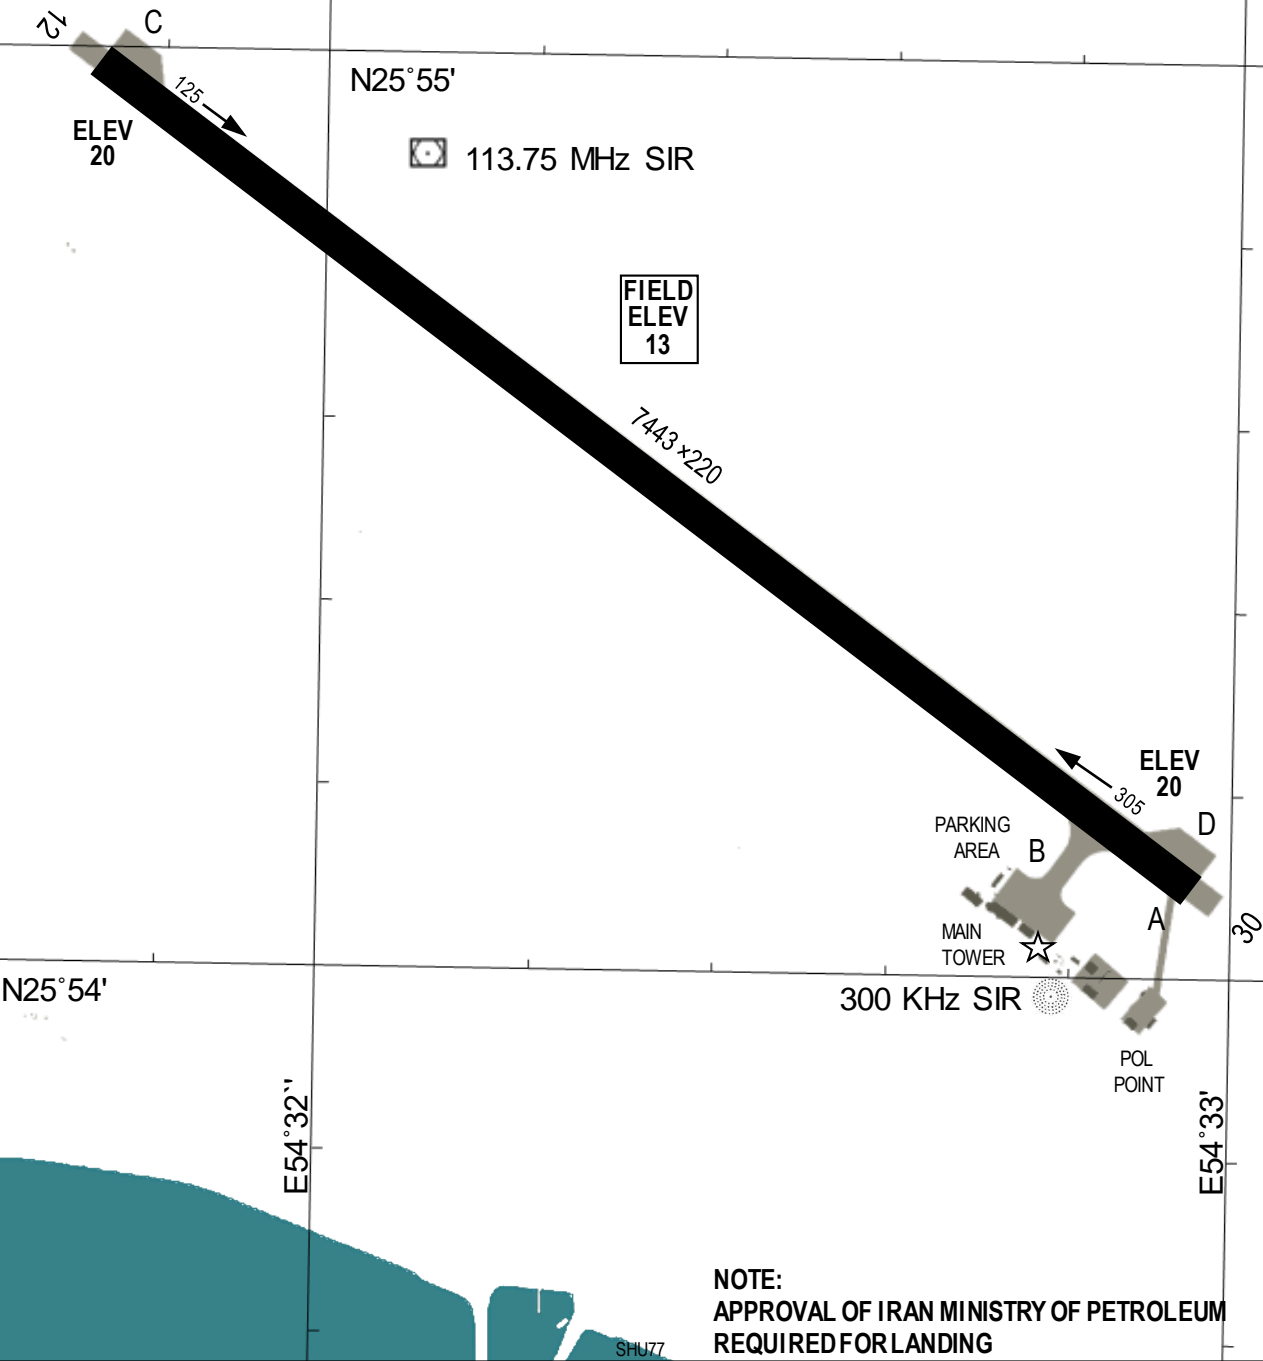 12
C
N25°55'
125
ELEV
20
113.75 MHz SIR
FIELD
ELEV
13
7443 x220
ELEV
20
305
PARKING
AREA
B
D
A
30
MAIN
TOWER
N25°54'
300 KHz SIR
POL
POINT
E54°32''
E54°33'
NOTE:
APPROVAL OF IRAN MINISTRY OF PETROLEUM
REQUIRED FOR LANDING
SHU77